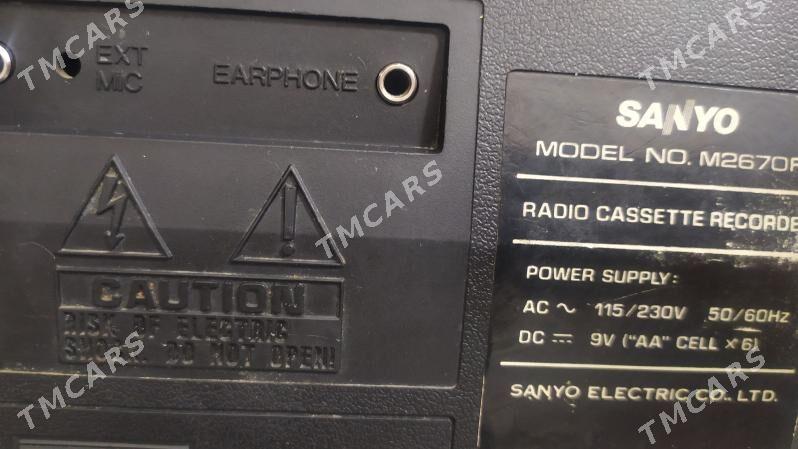 EXT
MIC
EARPHONE
CAUTION
RISK OF ELECTRIC
SHOCK. DO NOT OPEN!
SANYO
MODEL NO. M2670F
RADIO CASSETTE RECORDE
POWER SUPPLY:
AC ~ 115/230V 50/60Hz
DC ⎓ 9V ("AA" CELL × 6)
SANYO ELECTRIC CO., LTD.
TMCARS
TMCARS
TMCARS
TMCARS
TMCARS
TMCARS